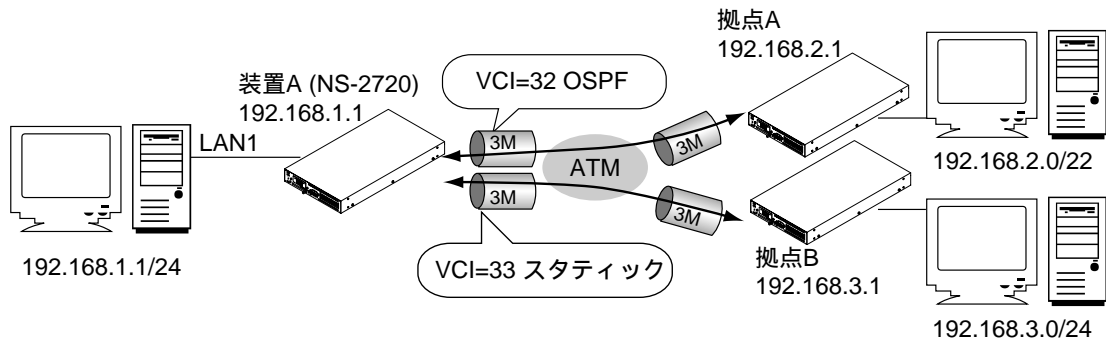 拠点A
192.168.2.1
装置A (NS-2720)
192.168.1.1
VCI=32 OSPF
LAN1
3M
3M
ATM
192.168.2.0/22
3M
3M
192.168.1.1/24
VCI=33 スタティック
拠点B
192.168.3.1
192.168.3.0/24